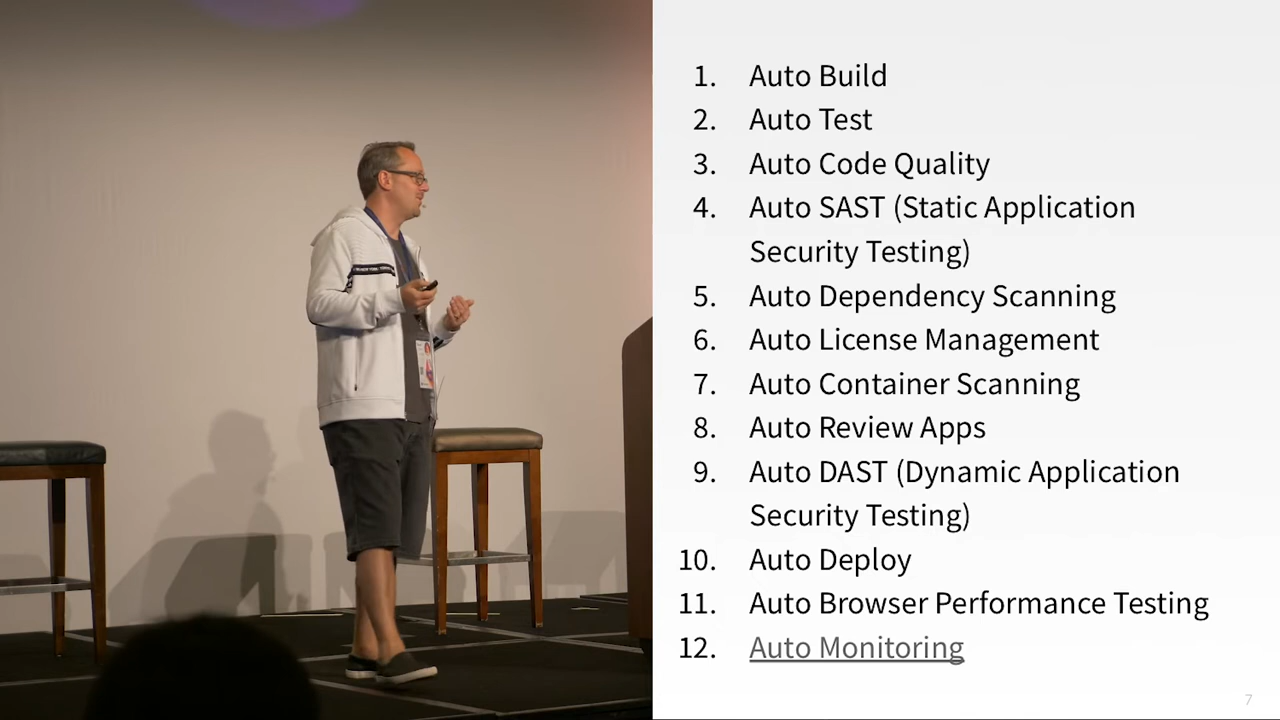 1. Auto Build
2. Auto Test
3. Auto Code Quality
4. Auto SAST (Static Application
Security Testing)
5. Auto Dependency Scanning
6. Auto License Management
7. Auto Container Scanning
8. Auto Review Apps
9. Auto DAST (Dynamic Application
Security Testing)
10. Auto Deploy
11. Auto Browser Performance Testing
12. Auto Monitoring
7